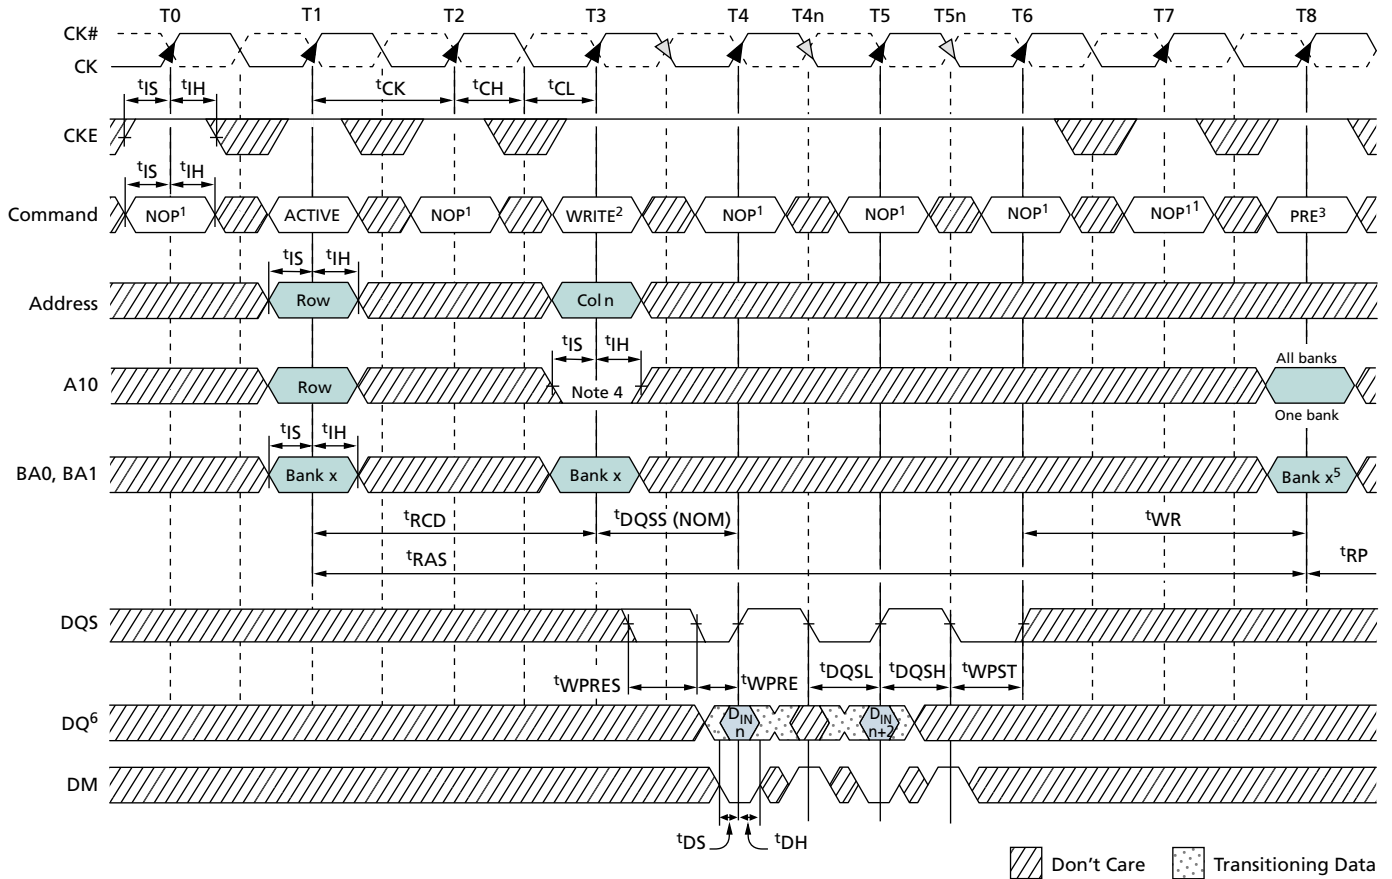 T0 T1 T2 T3 T4 T4n T5 T5n T6 T7 T8
CK#
CK
tIS tIH tCK tCH tCL
CKE
tIS tIH
Command NOP1 ACTIVE NOP1 WRITE2 NOP1 NOP1 NOP1 NOP11 PRE3
tIS tIH
Address Row Col n
tIS tIH
All banks
A10 Row Note 4
One bank
tIS tIH
BA0, BA1 Bank x Bank x Bank x5
tRCD tDQSS (NOM) tWR
tRAS tRP
DQS
tWPRES tWPRE tDQSL tDQSH tWPST
DQ6 DIN n DIN n+2
DM
tDS tDH
Don't Care Transitioning Data